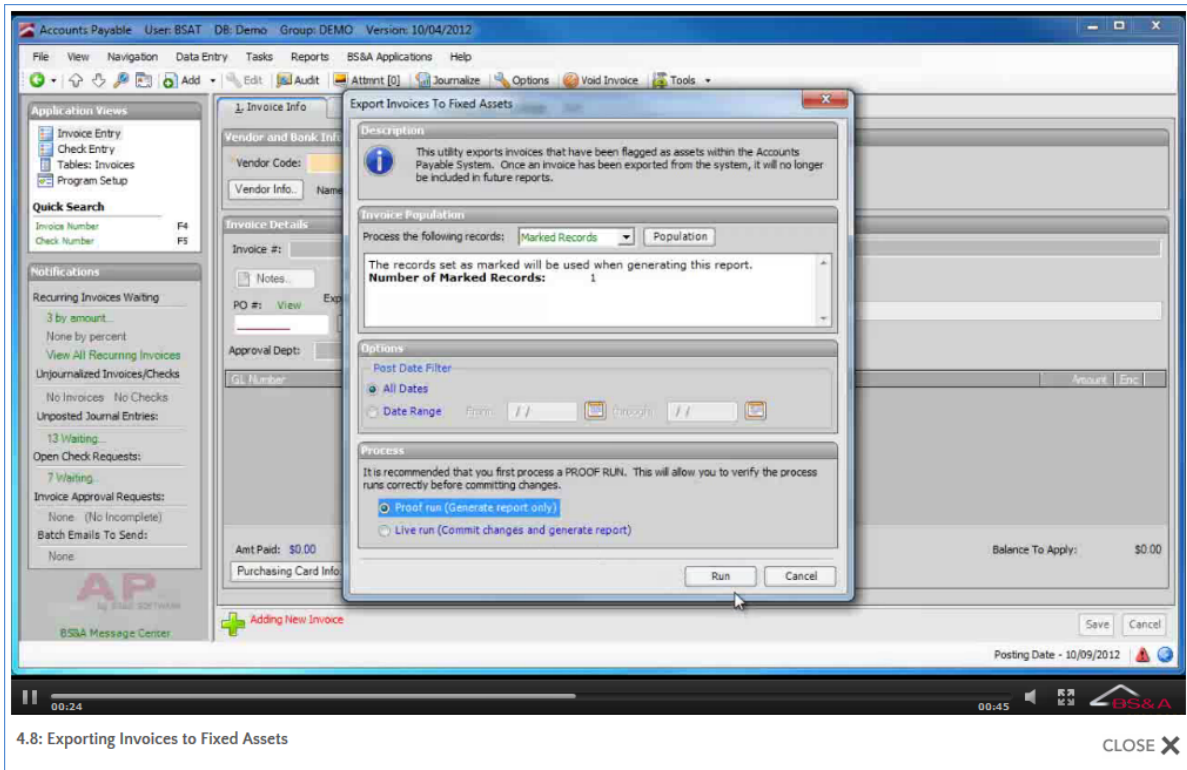 Accounts Payable User: BSAT DB: Demo Group: DEMO Version: 10/04/2012
File View Navigation Data Entry Tasks Reports BS&A Applications Help
Add Edit Audit Attmnt [0] Journalize Options Void Invoice Tools
Application Views
Invoice Entry
Check Entry
Tables: Invoices
Program Setup
Quick Search
Invoice Number F4
Check Number F5
Notifications
Recurring Invoices Waiting
3 by amount...
None by percent
View All Recurring Invoices
Unjournalized Invoices/Checks
No Invoices No Checks
Unposted Journal Entries:
13 Waiting...
Open Check Requests:
7 Waiting...
Invoice Approval Requests:
None (No Incomplete)
Batch Emails To Send:
None
AP
BS&A Message Center
1. Invoice Info
Vendor and Bank Info
Vendor Code:
Vendor Info.. Name
Invoice Details
Invoice #:
Notes..
PO #: View Exp
Approval Dept:
GL Number Amount Enc
Amt Paid: $0.00 Balance To Apply: $0.00
Purchasing Card Info
Adding New Invoice
Save Cancel
Posting Date - 10/09/2012
Export Invoices To Fixed Assets
Description
This utility exports invoices that have been flagged as assets within the Accounts
Payable System. Once an invoice has been exported from the system, it will no longer
be included in future reports.
Invoice Population
Process the following records: Marked Records Population
The records set as marked will be used when generating this report.
Number of Marked Records: 1
Options
Post Date Filter
All Dates
Date Range From: / / through: / /
Process
It is recommended that you first process a PROOF RUN. This will allow you to verify the process
runs correctly before committing changes.
Proof run (Generate report only)
Live run (Commit changes and generate report)
Run Cancel
00:24 00:45
BS&A
4.8: Exporting Invoices to Fixed Assets
CLOSE